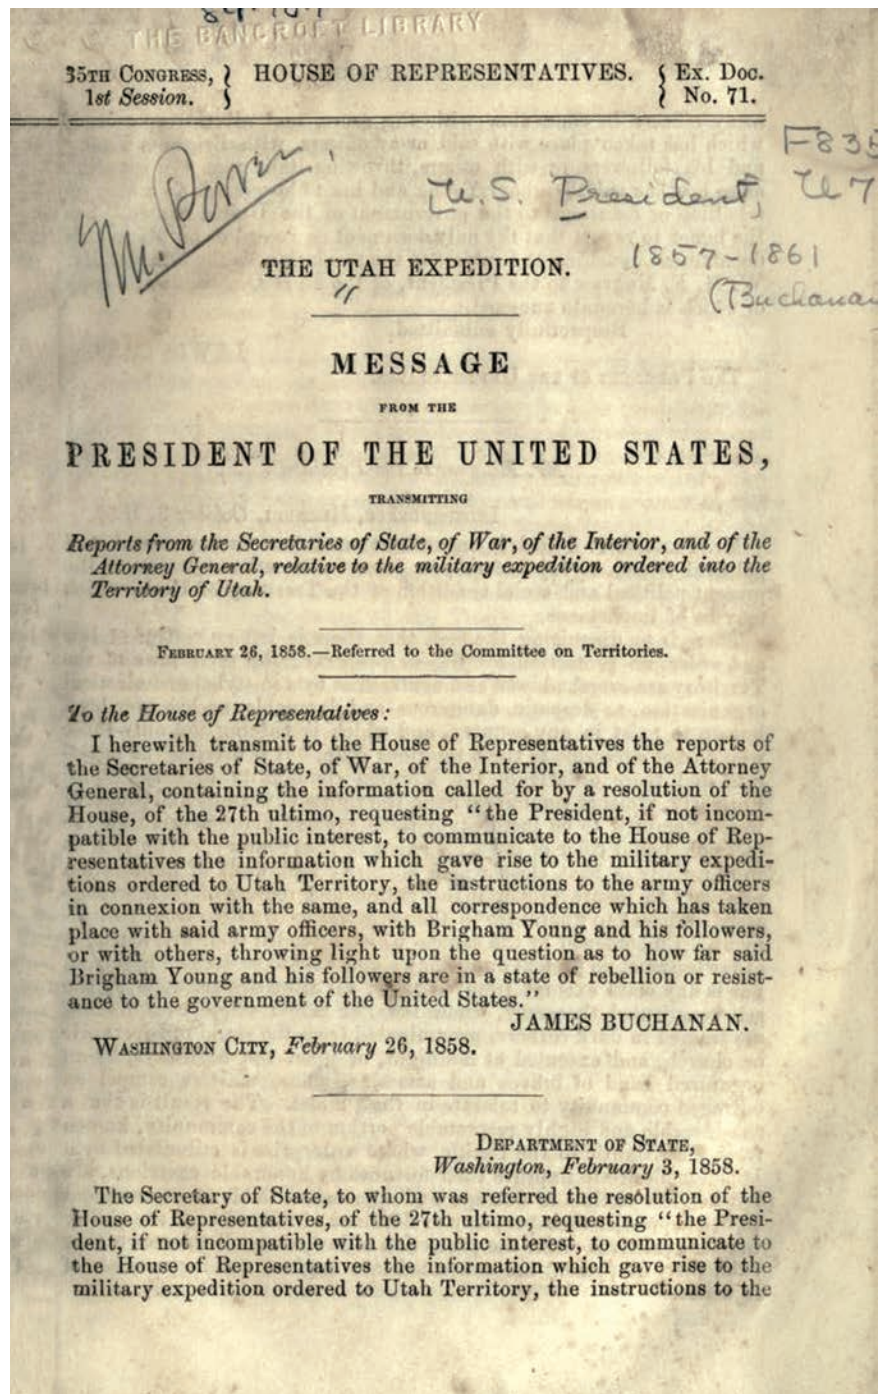 THE BANCROFT LIBRARY
35TH CONGRESS, } HOUSE OF REPRESENTATIVES. { Ex. Doc.
1st Session. } { No. 71.
F835
U.S. President, U7
1857-1861
THE UTAH EXPEDITION.
(Buchanan
MESSAGE
FROM THE
PRESIDENT OF THE UNITED STATES,
TRANSMITTING
Reports from the Secretaries of State, of War, of the Interior, and of the
Attorney General, relative to the military expedition ordered into the
Territory of Utah.
FEBRUARY 26, 1858.—Referred to the Committee on Territories.
To the House of Representatives:
I herewith transmit to the House of Representatives the reports of
the Secretaries of State, of War, of the Interior, and of the Attorney
General, containing the information called for by a resolution of the
House, of the 27th ultimo, requesting "the President, if not incom-
patible with the public interest, to communicate to the House of Rep-
resentatives the information which gave rise to the military expedi-
tions ordered to Utah Territory, the instructions to the army officers
in connexion with the same, and all correspondence which has taken
place with said army officers, with Brigham Young and his followers,
or with others, throwing light upon the question as to how far said
Brigham Young and his followers are in a state of rebellion or resist-
ance to the government of the United States."
JAMES BUCHANAN.
WASHINGTON CITY, February 26, 1858.
DEPARTMENT OF STATE,
Washington, February 3, 1858.
The Secretary of State, to whom was referred the resolution of the
House of Representatives, of the 27th ultimo, requesting "the Presi-
dent, if not incompatible with the public interest, to communicate to
the House of Representatives the information which gave rise to the
military expedition ordered to Utah Territory, the instructions to the